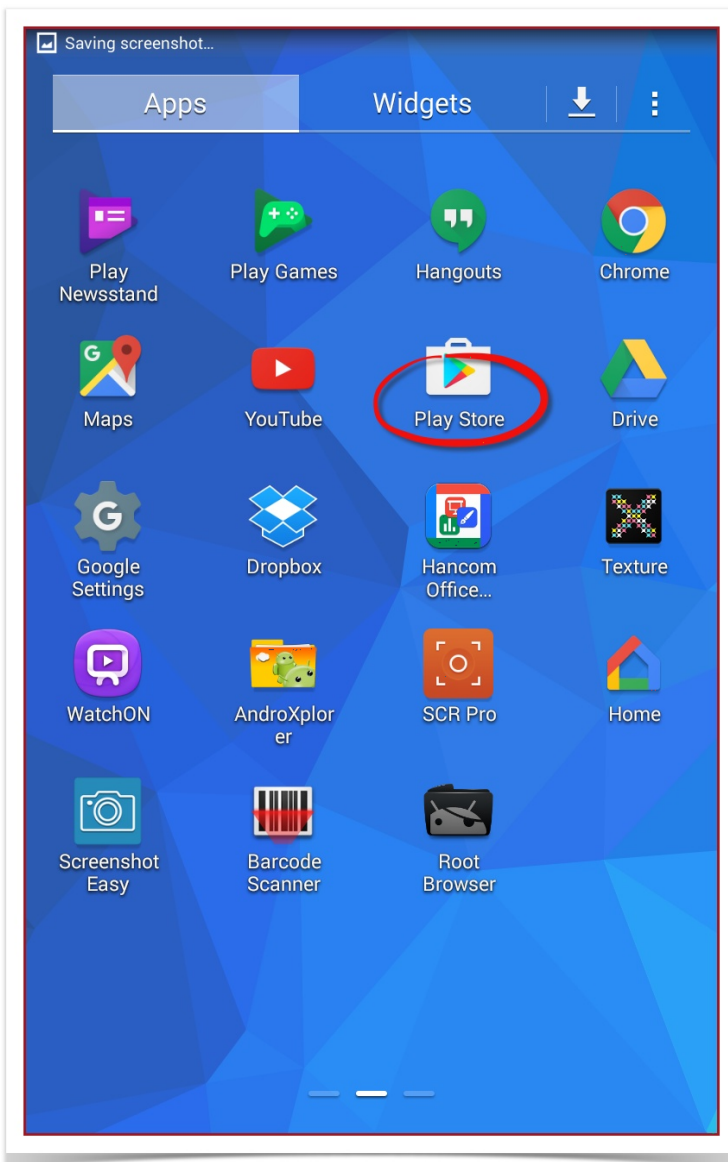 Saving screenshot...
Apps Widgets
Play Play Games Hangouts Chrome
Newsstand
G
Maps YouTube Play Store Drive
G
Google Dropbox Hancom Texture
Settings Office...
WatchON AndroXplor SCR Pro Home
er
Screenshot Barcode Root
Easy Scanner Browser